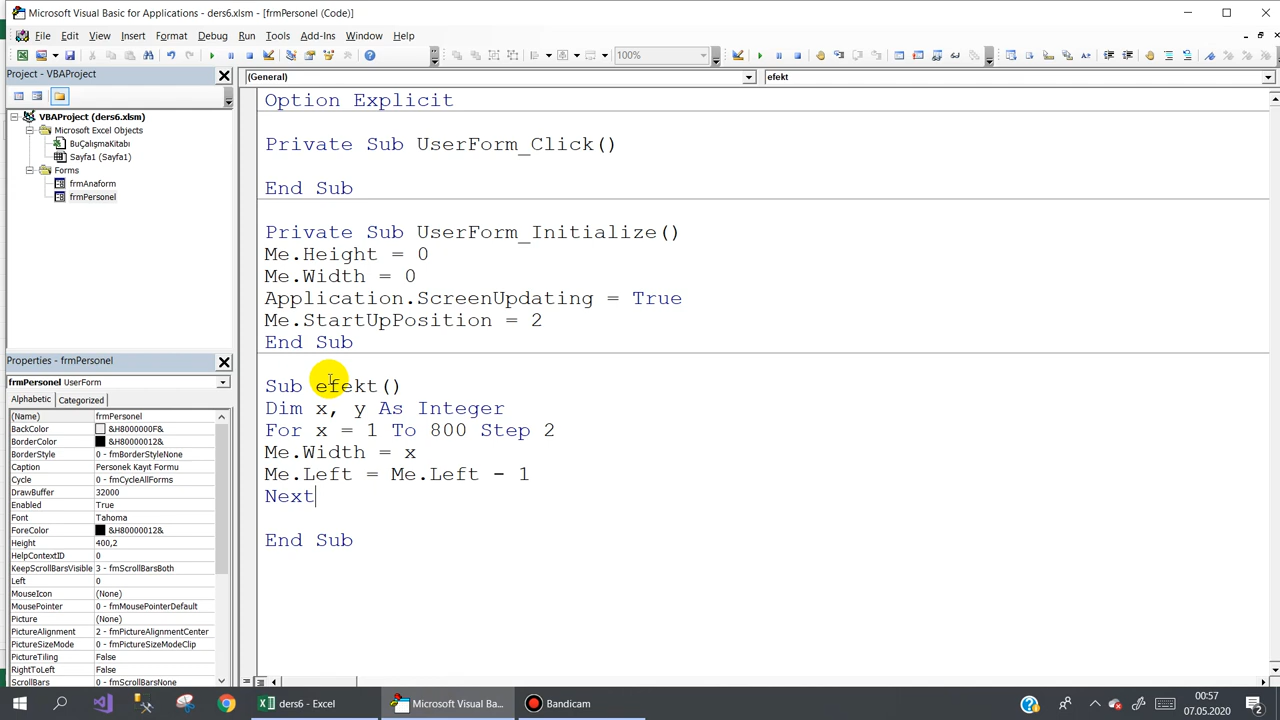 Microsoft Visual Basic for Applications - ders6.xlsm - [frmPersonel (Code)]
File Edit View Insert Format Debug Run Tools Add-Ins Window Help
100%
Project - VBAProject
(General)
efekt
VBAProject (ders6.xlsm)
Microsoft Excel Objects
BuÇalışmaKitabı
Sayfa1 (Sayfa1)
Forms
frmAnaform
frmPersonel
Properties - frmPersonel
frmPersonel UserForm
Alphabetic Categorized
(Name) frmPersonel
BackColor &H8000000F&
BorderColor &H80000012&
BorderStyle 0 - fmBorderStyleNone
Caption Personek Kayıt Formu
Cycle 0 - fmCycleAllForms
DrawBuffer 32000
Enabled True
Font Tahoma
ForeColor &H80000012&
Height 400,2
HelpContextID 0
KeepScrollBarsVisible 3 - fmScrollBarsBoth
Left 0
MouseIcon (None)
MousePointer 0 - fmMousePointerDefault
Picture (None)
PictureAlignment 2 - fmPictureAlignmentCenter
PictureSizeMode 0 - fmPictureSizeModeClip
PictureTiling False
RightToLeft False
ScrollBars 0 - fmScrollBarsNone
Option Explicit
Private Sub UserForm_Click()
End Sub
Private Sub UserForm_Initialize()
Me.Height = 0
Me.Width = 0
Application.ScreenUpdating = True
Me.StartUpPosition = 2
End Sub
Sub efekt()
Dim x, y As Integer
For x = 1 To 800 Step 2
Me.Width = x
Me.Left = Me.Left - 1
Next
End Sub
ders6 - Excel
Microsoft Visual Ba...
Bandicam
00:57
07.05.2020
2